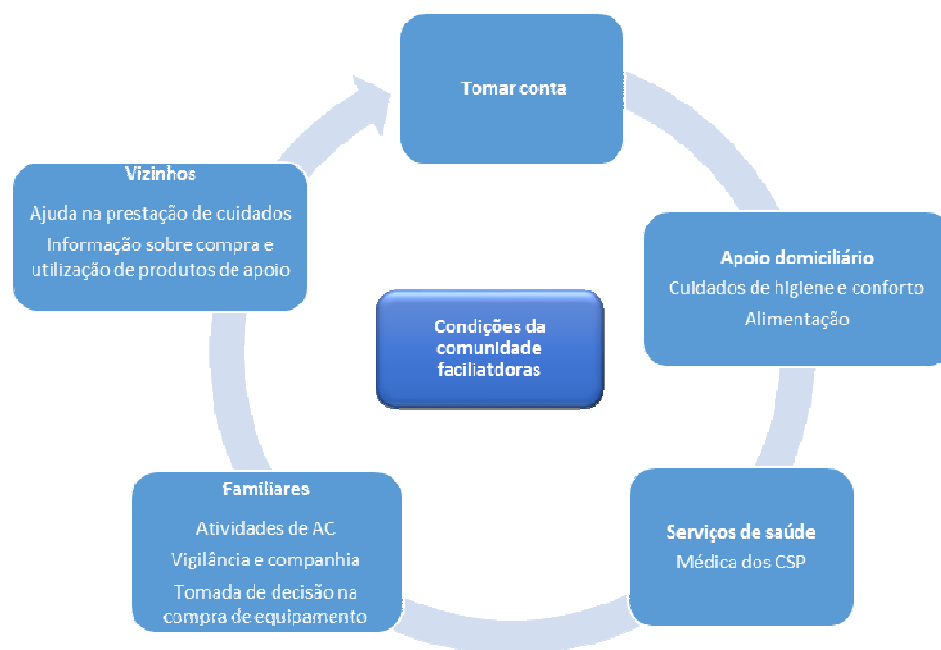 Tomar conta
Apoio domiciliário
Cuidados de higiene e conforto
Alimentação
Serviços de saúde
Médica dos CSP
Familiares
Atividades de AC
Vigilância e companhia
Tomada de decisão na
compra de equipamento
Vizinhos
Ajuda na prestação de cuidados
Informação sobre compra e
utilização de produtos de apoio
Condições da
comunidade
faciliatdoras